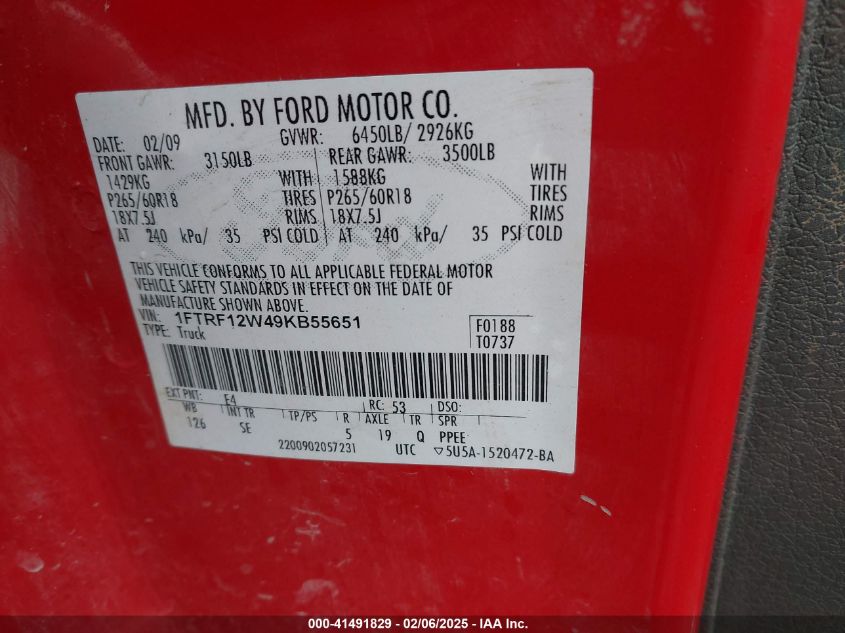 MFD. BY FORD MOTOR CO.
DATE: 02/09 GVWR: 6450LB/ 2926KG
FRONT GAWR: 3150LB REAR GAWR: 3500LB
1429KG WITH 1588KG WITH
P265/60R18 TIRES P265/60R18 TIRES
18X7.5J RIMS 18X7.5J RIMS
AT 240 kPa/ 35 PSI COLD AT 240 kPa/ 35 PSI COLD
THIS VEHICLE CONFORMS TO ALL APPLICABLE FEDERAL MOTOR
VEHICLE SAFETY STANDARDS IN EFFECT ON THE DATE OF
MANUFACTURE SHOWN ABOVE.
VIN: 1FTRF12W49KB55651 F0188
TYPE: Truck T0737
EXT PNT: E4 RC: 53 DSO:
WB INT TR TP/PS R AXLE TR SPR
126 SE 5 19 Q PPEE
2200902057231 UTC ▽5U5A-1520472-BA
000-41491829 - 02/06/2025 - IAA Inc.